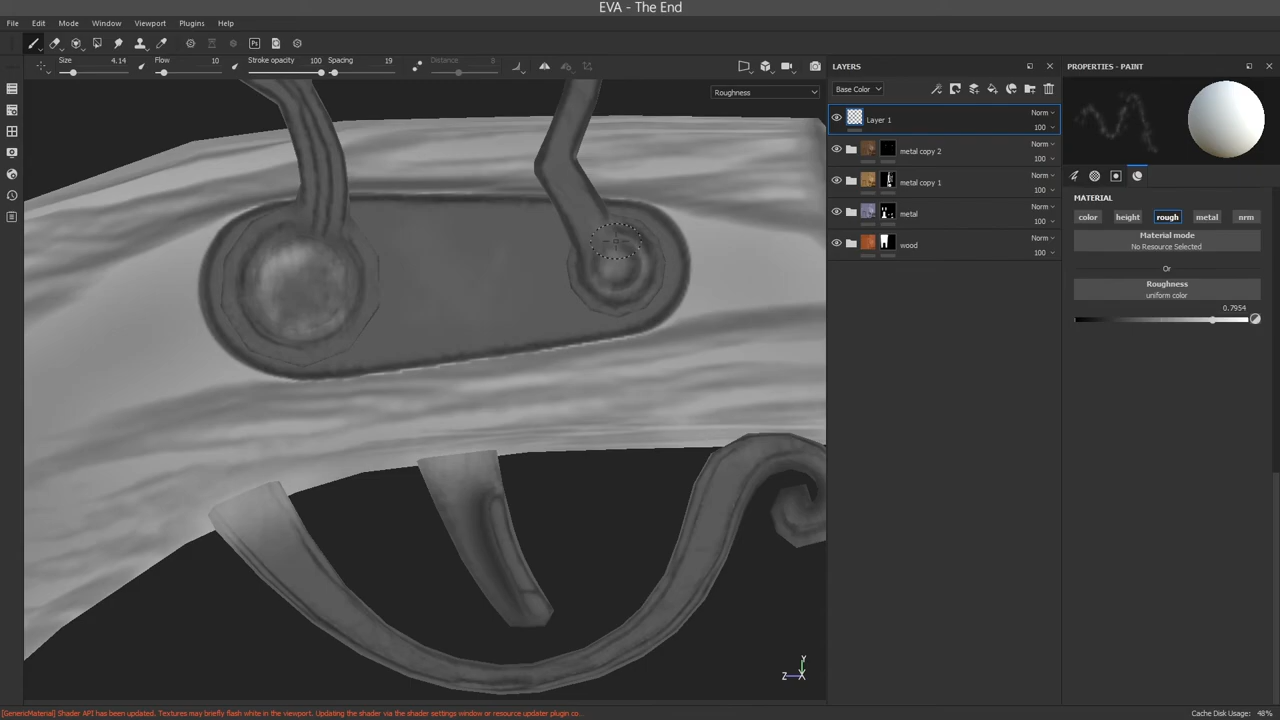 EVA - The End
File Edit Mode Window Viewport Plugins Help
Ps
Size 4.14 Flow 10 Stroke opacity 100 Spacing 19 Distance 8
Roughness
LAYERS
Base Color
Layer 1 Norm 100
metal copy 2 Norm 100
metal copy 1 Norm 100
metal Norm 100
wood Norm 100
PROPERTIES - PAINT
MATERIAL
color height rough metal nrm
Material mode
No Resource Selected
Or
Roughness
uniform color
0.7954
Y
Z X
[GenericMaterial] Shader API has been updated. Textures may briefly flash white in the viewport. Updating the shader via the shader settings window or resource updater plugin co...
Cache Disk Usage: 48%